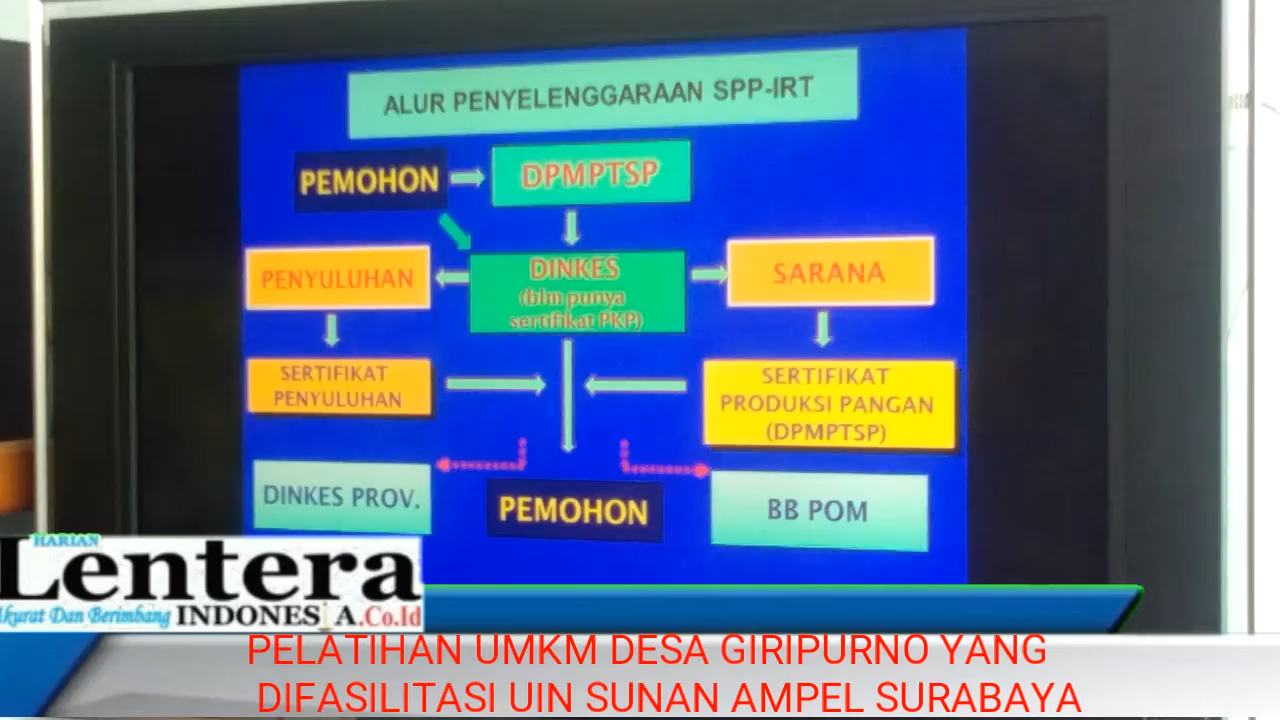 ALUR PENYELENGGARAAN SPP-IRT
PEMOHON
DPMPTSP
PENYULUHAN
DINKES
(blm punya
sertifikat PKP)
SARANA
SERTIFIKAT
PENYULUHAN
SERTIFIKAT
PRODUKSI PANGAN
(DPMPTSP)
DINKES PROV.
PEMOHON
BB POM
HARIAN
Lentera
Akurat Dan Berimbang INDONESIA.Co.Id
PELATIHAN UMKM DESA GIRIPURNO YANG
DIFASILITASI UIN SUNAN AMPEL SURABAYA